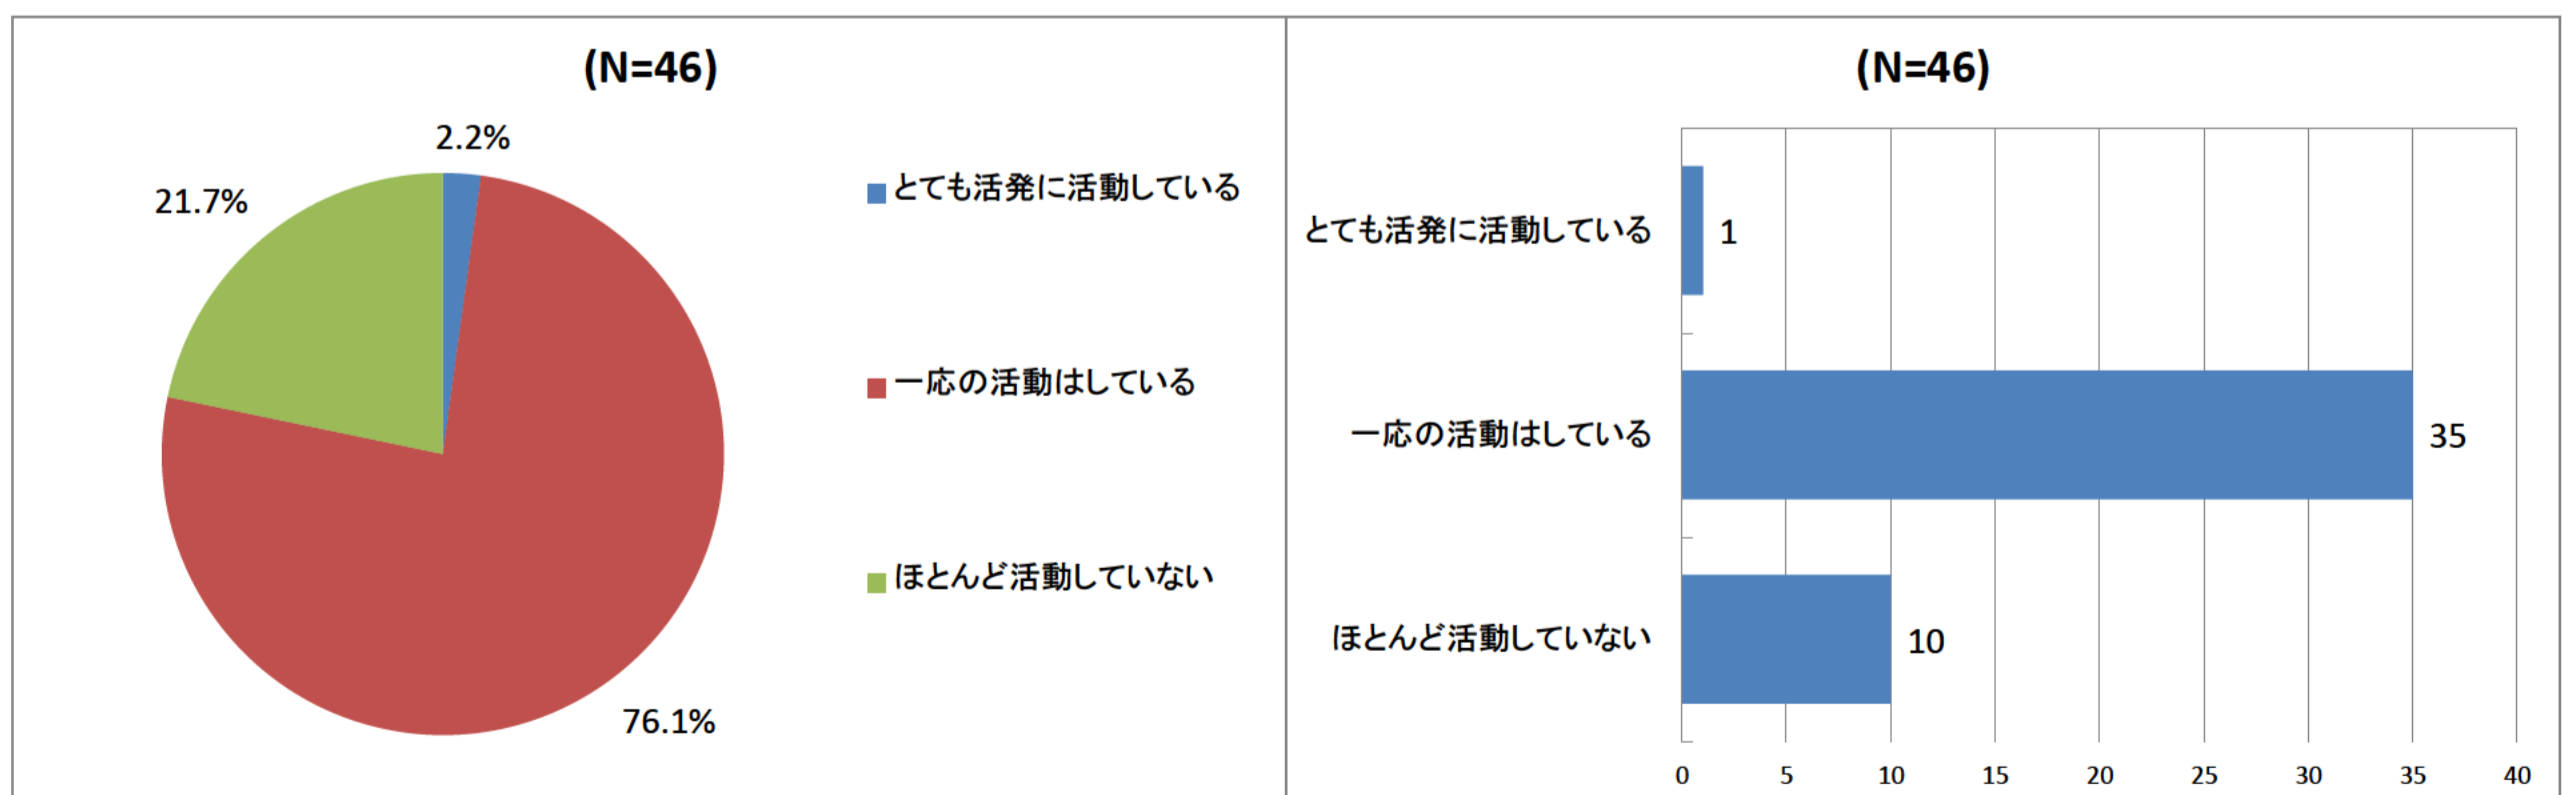 (N=46)
2.2%
21.7%
76.1%
とても活発に活動している
一応の活動はしている
ほとんど活動していない
(N=46)
とても活発に活動している
1
一応の活動はしている
35
ほとんど活動していない
10
0 5 10 15 20 25 30 35 40